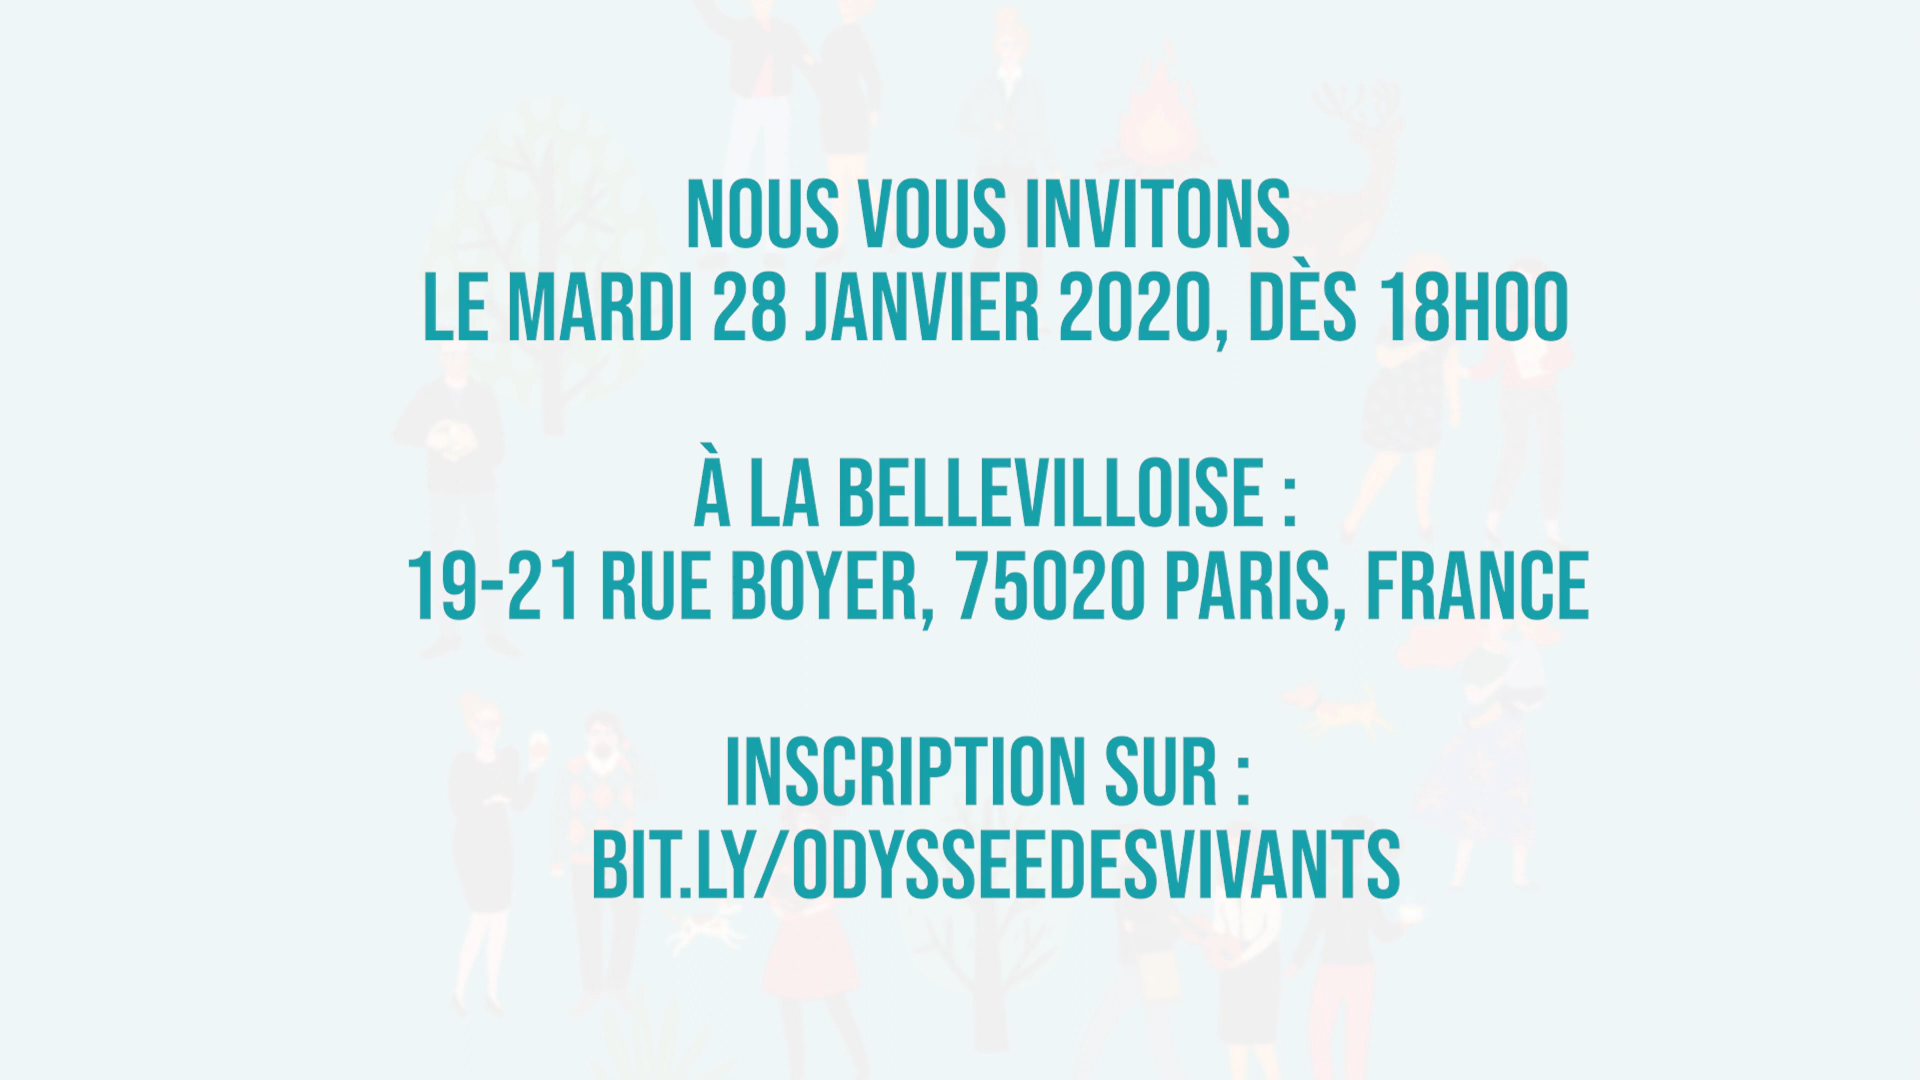 NOUS VOUS INVITONS
LE MARDI 28 JANVIER 2020, DÈS 18H00
À LA BELLEVILLOISE :
19-21 RUE BOYER, 75020 PARIS, FRANCE
INSCRIPTION SUR :
BIT.LY/ODYSSEEDESVIVANTS